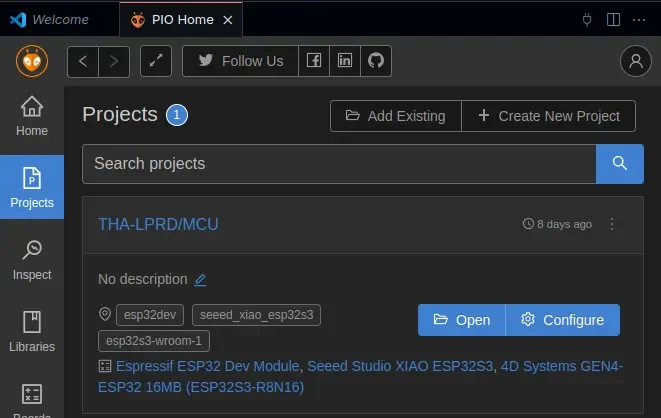 Welcome
PIO Home
Follow Us
Home
Projects
Inspect
Libraries
Boards
Projects 1
Add Existing
Create New Project
Search projects
THA-LPRD/MCU
8 days ago
No description
esp32dev
seeed_xiao_esp32s3
esp32s3-wroom-1
Open
Configure
Espressif ESP32 Dev Module, Seeed Studio XIAO ESP32S3, 4D Systems GEN4-
ESP32 16MB (ESP32S3-R8N16)